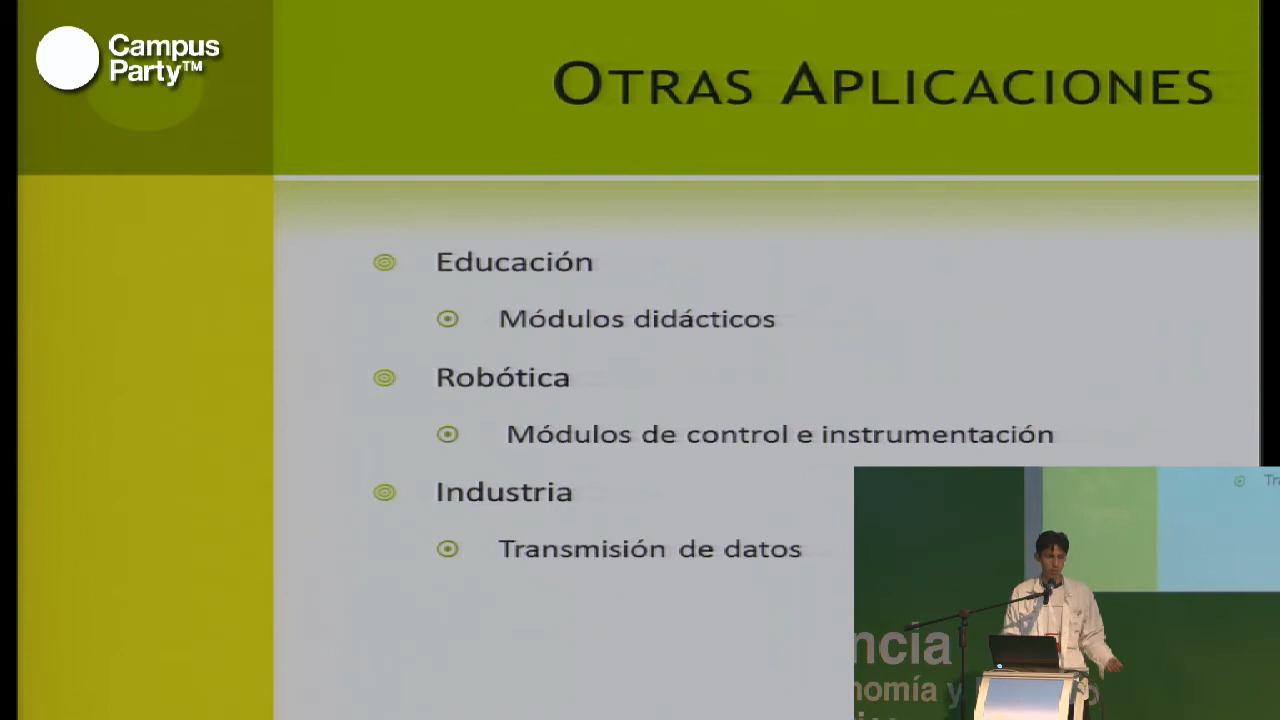 Campus
Party™
OTRAS APLICACIONES
Educación
Módulos didácticos
Robótica
Módulos de control e instrumentación
Industria
Transmisión de datos
ncia
nomía y